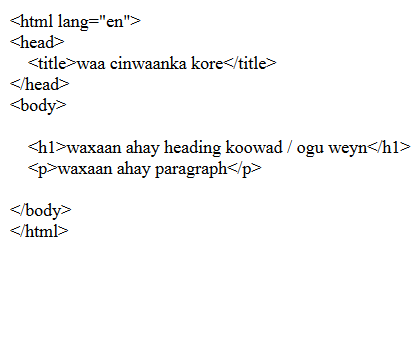 <html lang="en">
<head>
<title>waa cinwaanka kore</title>
</head>
<body>
<h1>waxaan ahay heading koowad / ogu weyn</h1>
<p>waxaan ahay paragraph</p>
</body>
</html>